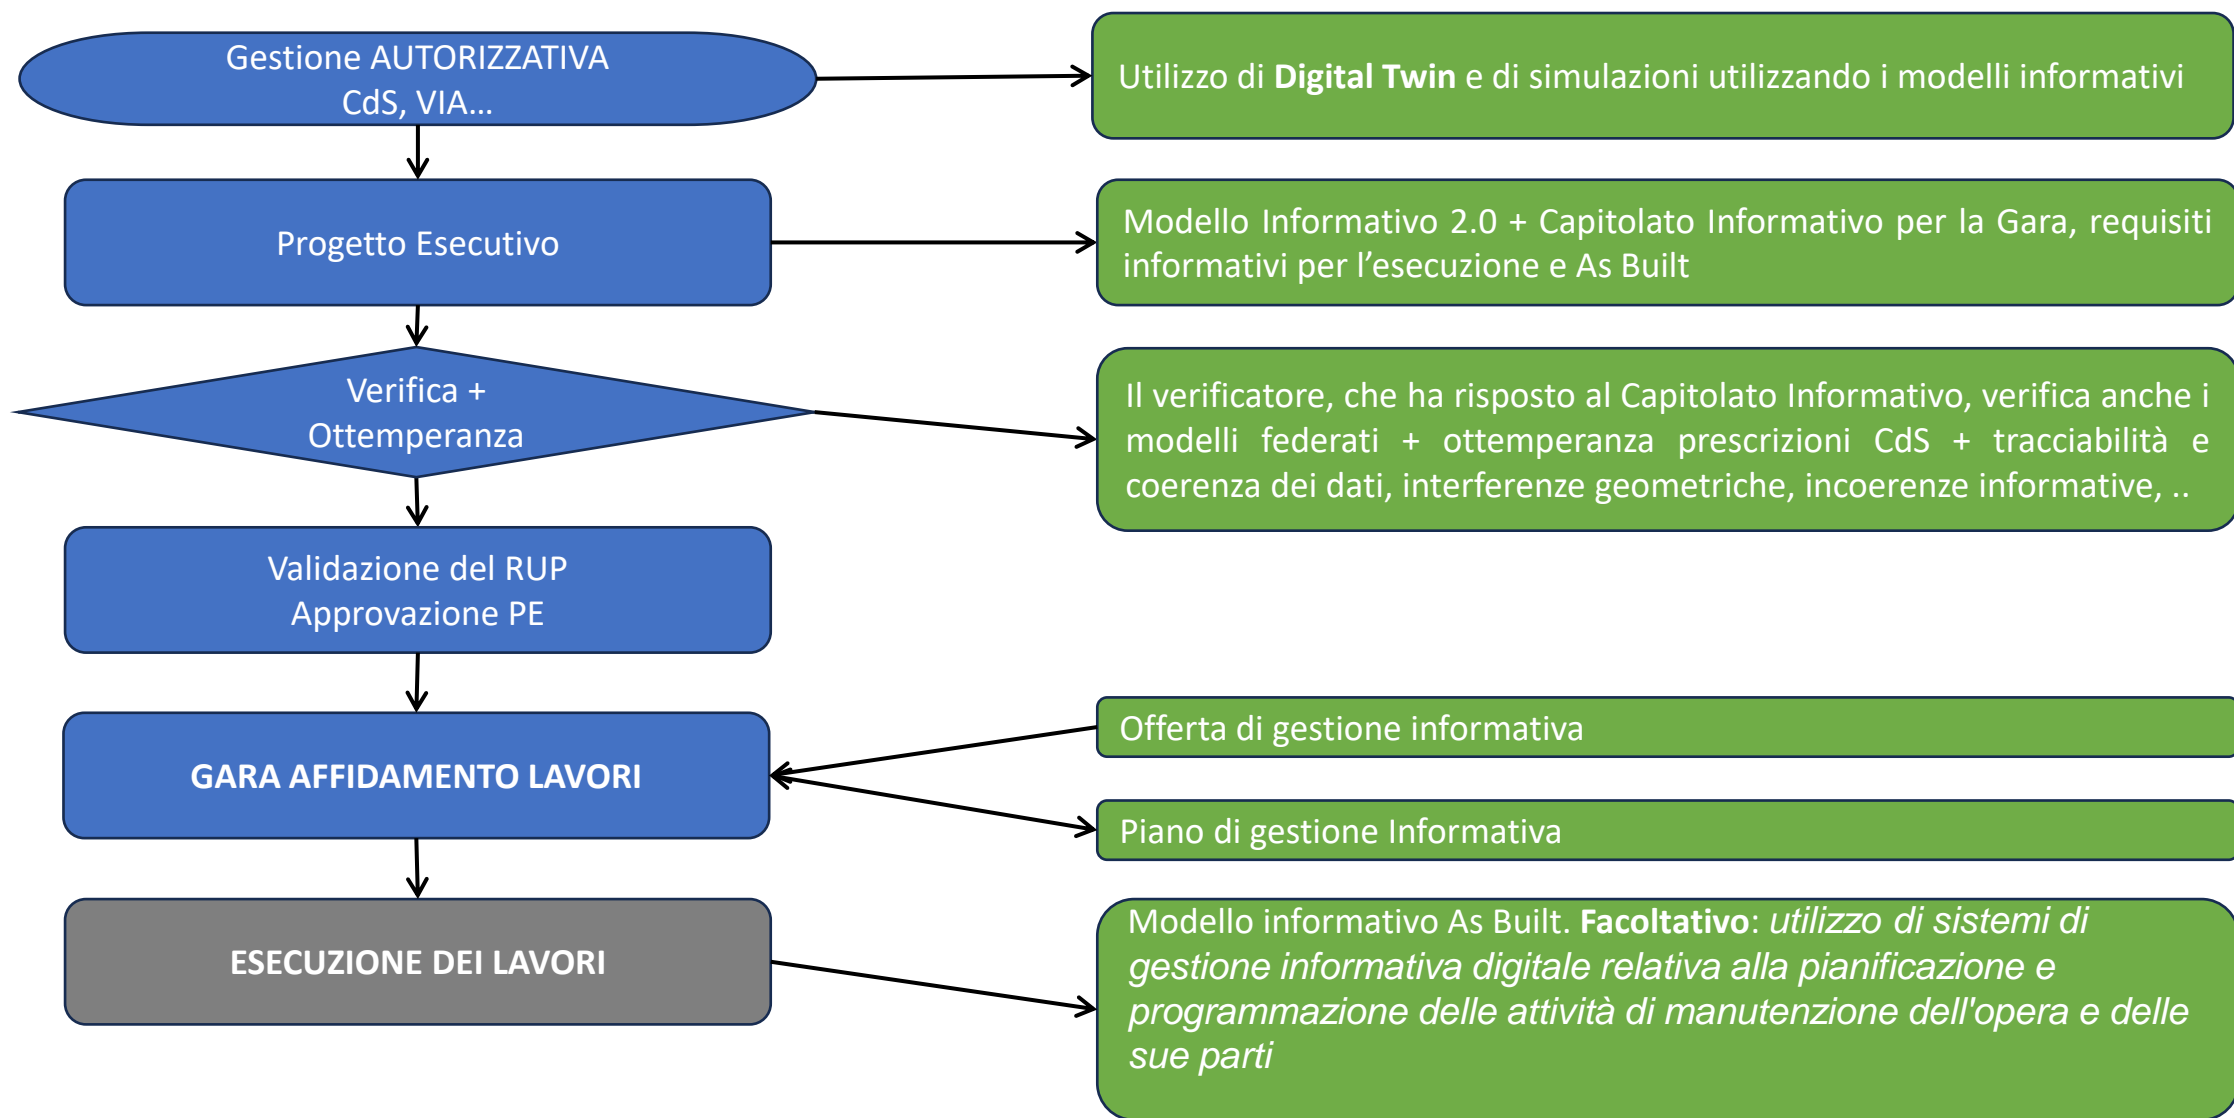 Gestione AUTORIZZATIVA
CdS, VIA...
Utilizzo di Digital Twin e di simulazioni utilizzando i modelli informativi
Progetto Esecutivo
Modello Informativo 2.0 + Capitolato Informativo per la Gara, requisiti
informativi per l’esecuzione e As Built
Verifica +
Ottemperanza
Il verificatore, che ha risposto al Capitolato Informativo, verifica anche i
modelli federati + ottemperanza prescrizioni CdS + tracciabilità e
coerenza dei dati, interferenze geometriche, incoerenze informative, ..
Validazione del RUP
Approvazione PE
GARA AFFIDAMENTO LAVORI
Offerta di gestione informativa
Piano di gestione Informativa
ESECUZIONE DEI LAVORI
Modello informativo As Built. Facoltativo: utilizzo di sistemi di
gestione informativa digitale relativa alla pianificazione e
programmazione delle attività di manutenzione dell'opera e delle
sue parti